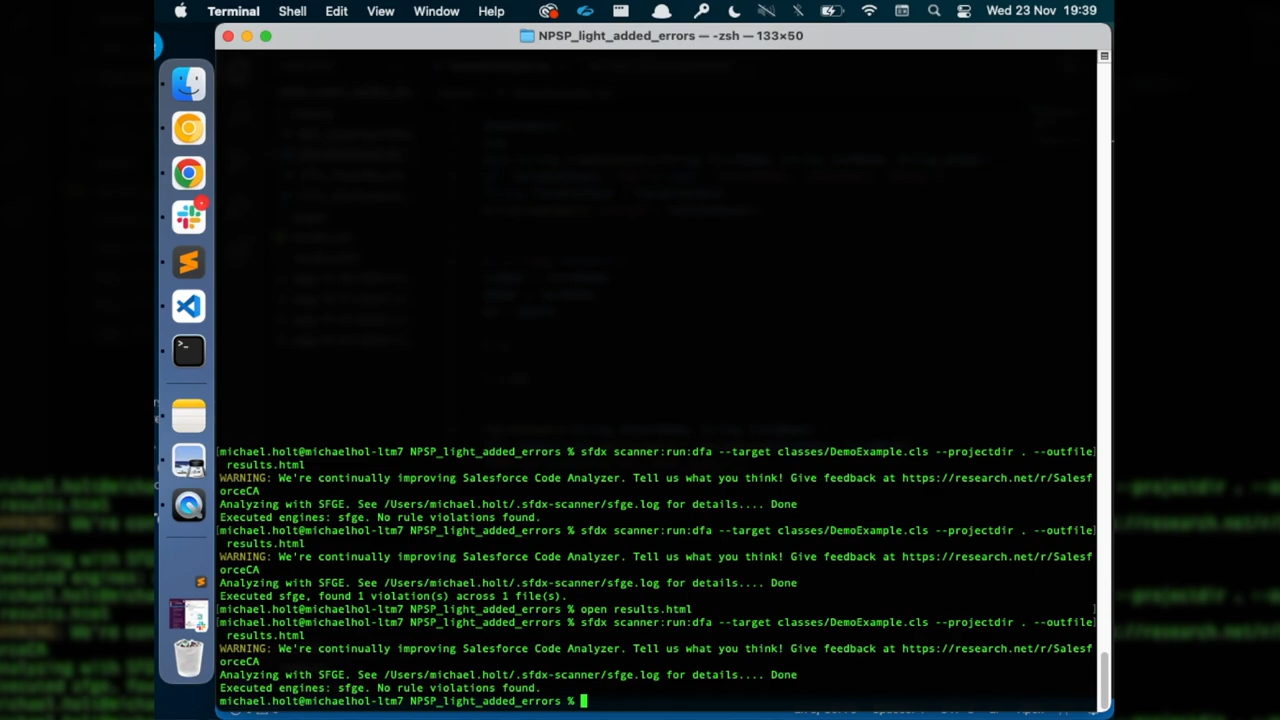 Terminal Shell Edit View Window Help Wed 23 Nov 19:39
NPSP_light_added_errors — -zsh — 133×50
[michael.holt@michaelhol-ltm7 NPSP_light_added_errors % sfdx scanner:run:dfa --target classes/DemoExample.cls --projectdir . --outfile]
results.html
WARNING: We're continually improving Salesforce Code Analyzer. Tell us what you think! Give feedback at https://research.net/r/Salesf
orceCA
Analyzing with SFGE. See /Users/michael.holt/.sfdx-scanner/sfge.log for details.... Done
Executed engines: sfge. No rule violations found.
[michael.holt@michaelhol-ltm7 NPSP_light_added_errors % sfdx scanner:run:dfa --target classes/DemoExample.cls --projectdir . --outfile]
results.html
WARNING: We're continually improving Salesforce Code Analyzer. Tell us what you think! Give feedback at https://research.net/r/Salesf
orceCA
Analyzing with SFGE. See /Users/michael.holt/.sfdx-scanner/sfge.log for details.... Done
Executed sfge, found 1 violation(s) across 1 file(s).
[michael.holt@michaelhol-ltm7 NPSP_light_added_errors % open results.html ]
[michael.holt@michaelhol-ltm7 NPSP_light_added_errors % sfdx scanner:run:dfa --target classes/DemoExample.cls --projectdir . --outfile]
results.html
WARNING: We're continually improving Salesforce Code Analyzer. Tell us what you think! Give feedback at https://research.net/r/Salesf
orceCA
Analyzing with SFGE. See /Users/michael.holt/.sfdx-scanner/sfge.log for details.... Done
Executed engines: sfge. No rule violations found.
michael.holt@michaelhol-ltm7 NPSP_light_added_errors %